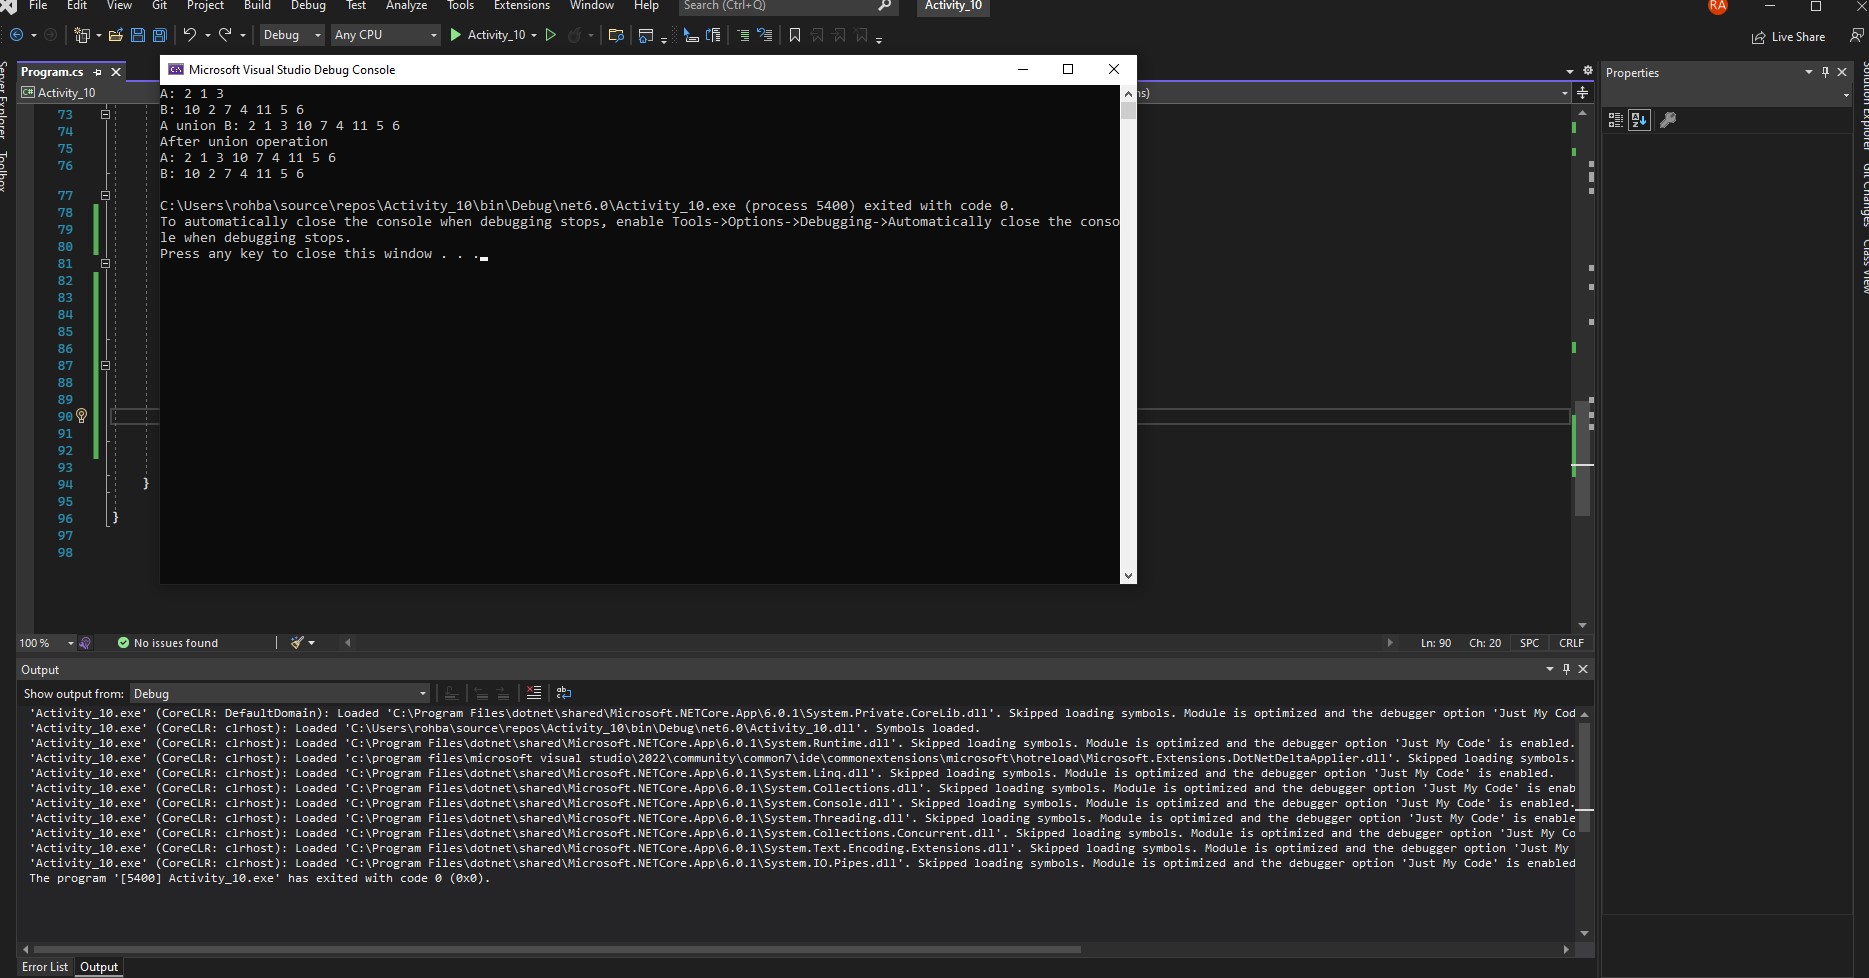 File Edit View Git Project Build Debug Test Analyze Tools Extensions Window Help Search (Ctrl+Q) Activity_10 RA
Debug Any CPU Activity_10 Live Share
Program.cs
Activity_10
Microsoft Visual Studio Debug Console
A: 2 1 3
B: 10 2 7 4 11 5 6
A union B: 2 1 3 10 7 4 11 5 6
After union operation
A: 2 1 3 10 7 4 11 5 6
B: 10 2 7 4 11 5 6
C:\Users\rohba\source\repos\Activity_10\bin\Debug\net6.0\Activity_10.exe (process 5400) exited with code 0.
To automatically close the console when debugging stops, enable Tools->Options->Debugging->Automatically close the conso
le when debugging stops.
Press any key to close this window . . .
73
74
75
76
77
78
79
80
81
82
83
84
85
86
87
88
89
90
91
92
93
94 }
95
96 }
97
98
Server Explorer
Toolbox
Properties
Solution Explorer
Git Changes
Class View
100 % No issues found Ln: 90 Ch: 20 SPC CRLF
Output
Show output from: Debug
'Activity_10.exe' (CoreCLR: DefaultDomain): Loaded 'C:\Program Files\dotnet\shared\Microsoft.NETCore.App\6.0.1\System.Private.CoreLib.dll'. Skipped loading symbols. Module is optimized and the debugger option 'Just My Cod
'Activity_10.exe' (CoreCLR: clrhost): Loaded 'C:\Users\rohba\source\repos\Activity_10\bin\Debug\net6.0\Activity_10.dll'. Symbols loaded.
'Activity_10.exe' (CoreCLR: clrhost): Loaded 'C:\Program Files\dotnet\shared\Microsoft.NETCore.App\6.0.1\System.Runtime.dll'. Skipped loading symbols. Module is optimized and the debugger option 'Just My Code' is enabled.
'Activity_10.exe' (CoreCLR: clrhost): Loaded 'c:\program files\microsoft visual studio\2022\community\common7\ide\commonextensions\microsoft\hotreload\Microsoft.Extensions.DotNetDeltaApplier.dll'. Skipped loading symbols.
'Activity_10.exe' (CoreCLR: clrhost): Loaded 'C:\Program Files\dotnet\shared\Microsoft.NETCore.App\6.0.1\System.Linq.dll'. Skipped loading symbols. Module is optimized and the debugger option 'Just My Code' is enabled.
'Activity_10.exe' (CoreCLR: clrhost): Loaded 'C:\Program Files\dotnet\shared\Microsoft.NETCore.App\6.0.1\System.Collections.dll'. Skipped loading symbols. Module is optimized and the debugger option 'Just My Code' is enab
'Activity_10.exe' (CoreCLR: clrhost): Loaded 'C:\Program Files\dotnet\shared\Microsoft.NETCore.App\6.0.1\System.Console.dll'. Skipped loading symbols. Module is optimized and the debugger option 'Just My Code' is enabled.
'Activity_10.exe' (CoreCLR: clrhost): Loaded 'C:\Program Files\dotnet\shared\Microsoft.NETCore.App\6.0.1\System.Threading.dll'. Skipped loading symbols. Module is optimized and the debugger option 'Just My Code' is enable
'Activity_10.exe' (CoreCLR: clrhost): Loaded 'C:\Program Files\dotnet\shared\Microsoft.NETCore.App\6.0.1\System.Collections.Concurrent.dll'. Skipped loading symbols. Module is optimized and the debugger option 'Just My Co
'Activity_10.exe' (CoreCLR: clrhost): Loaded 'C:\Program Files\dotnet\shared\Microsoft.NETCore.App\6.0.1\System.Text.Encoding.Extensions.dll'. Skipped loading symbols. Module is optimized and the debugger option 'Just My
'Activity_10.exe' (CoreCLR: clrhost): Loaded 'C:\Program Files\dotnet\shared\Microsoft.NETCore.App\6.0.1\System.IO.Pipes.dll'. Skipped loading symbols. Module is optimized and the debugger option 'Just My Code' is enabled
The program '[5400] Activity_10.exe' has exited with code 0 (0x0).
Error List Output